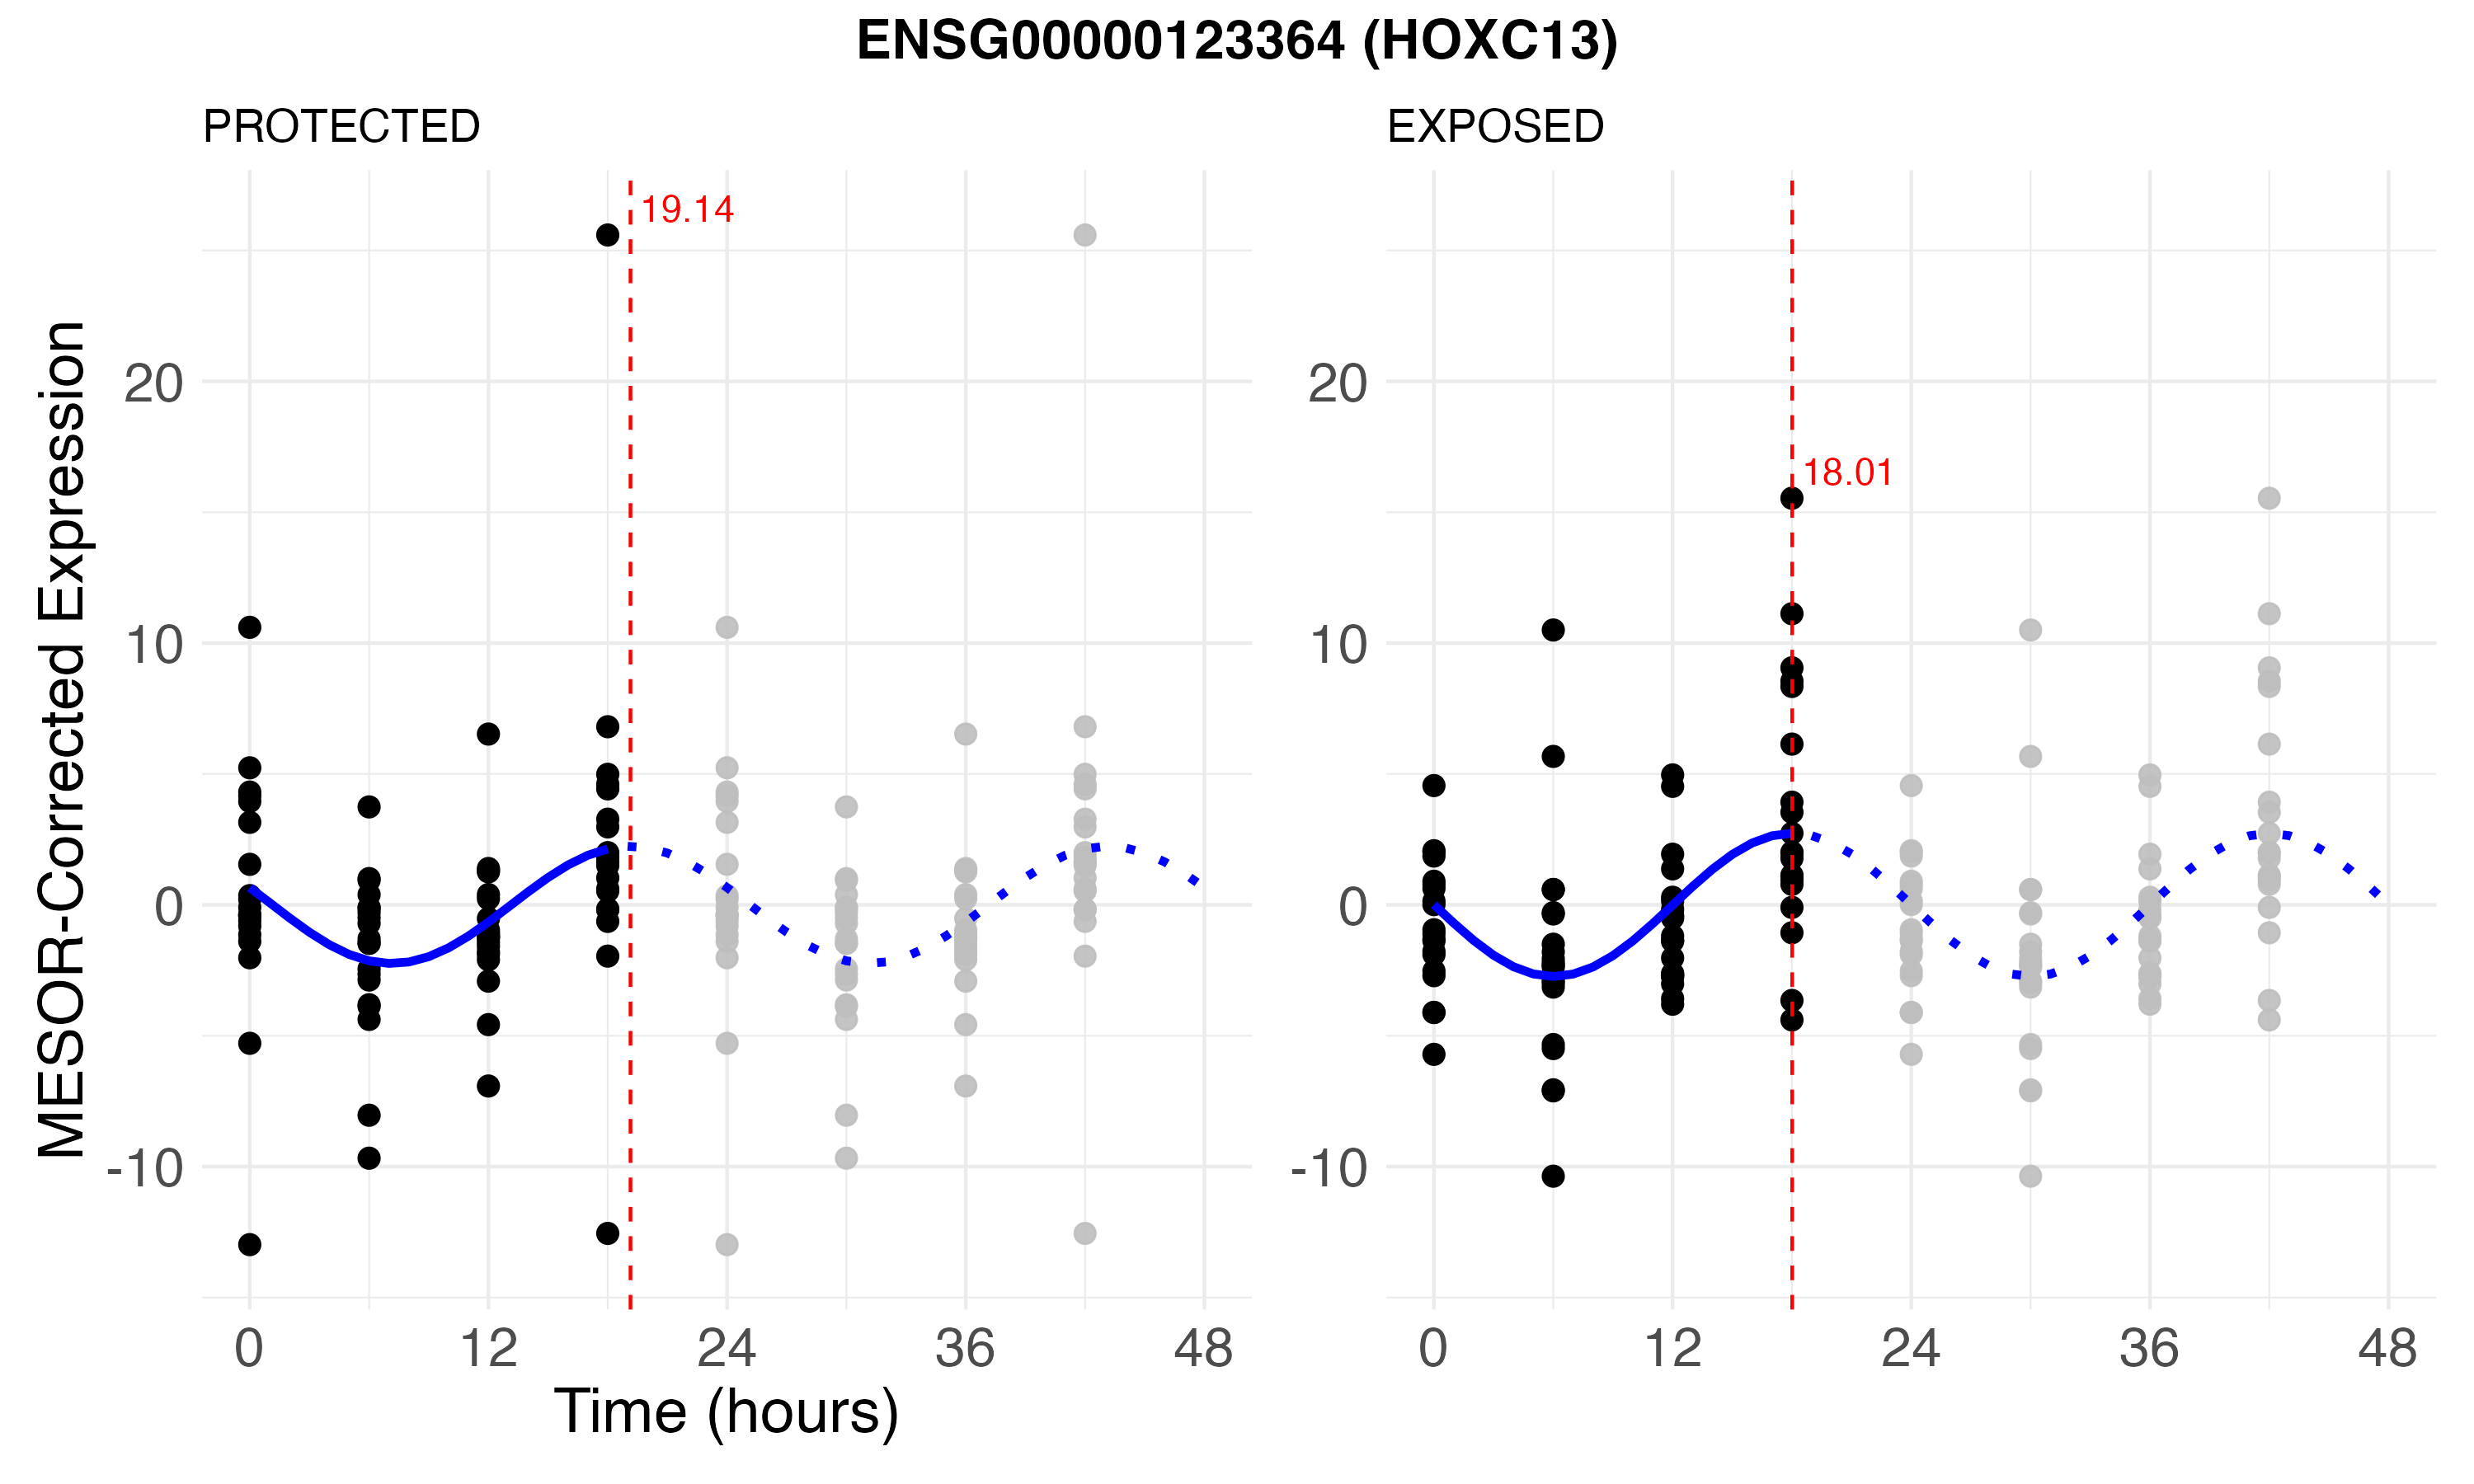 ENSG00000123364 (HOXC13)
PROTECTED
EXPOSED
MESOR-Corrected Expression
20
10
0
-10
19.14
0 12 24 36 48
20
10
0
-10
18.01
0 12 24 36 48
Time (hours)